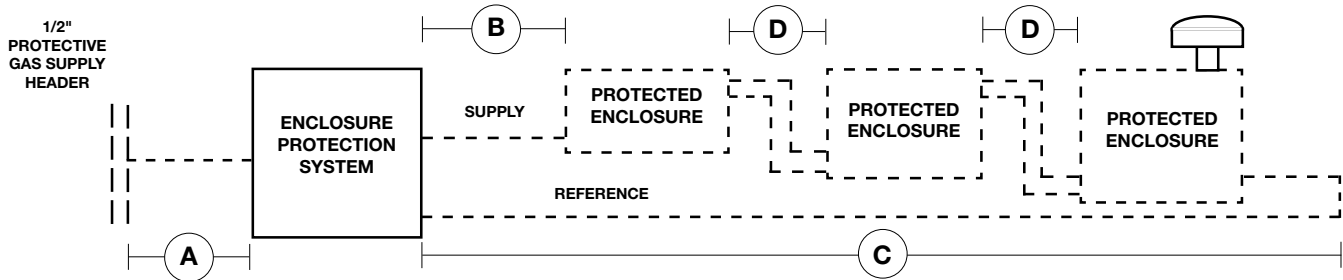 1/2"
PROTECTIVE
GAS SUPPLY
HEADER
A
ENCLOSURE
PROTECTION
SYSTEM
B
SUPPLY
PROTECTED
ENCLOSURE
D
PROTECTED
ENCLOSURE
D
PROTECTED
ENCLOSURE
REFERENCE
C